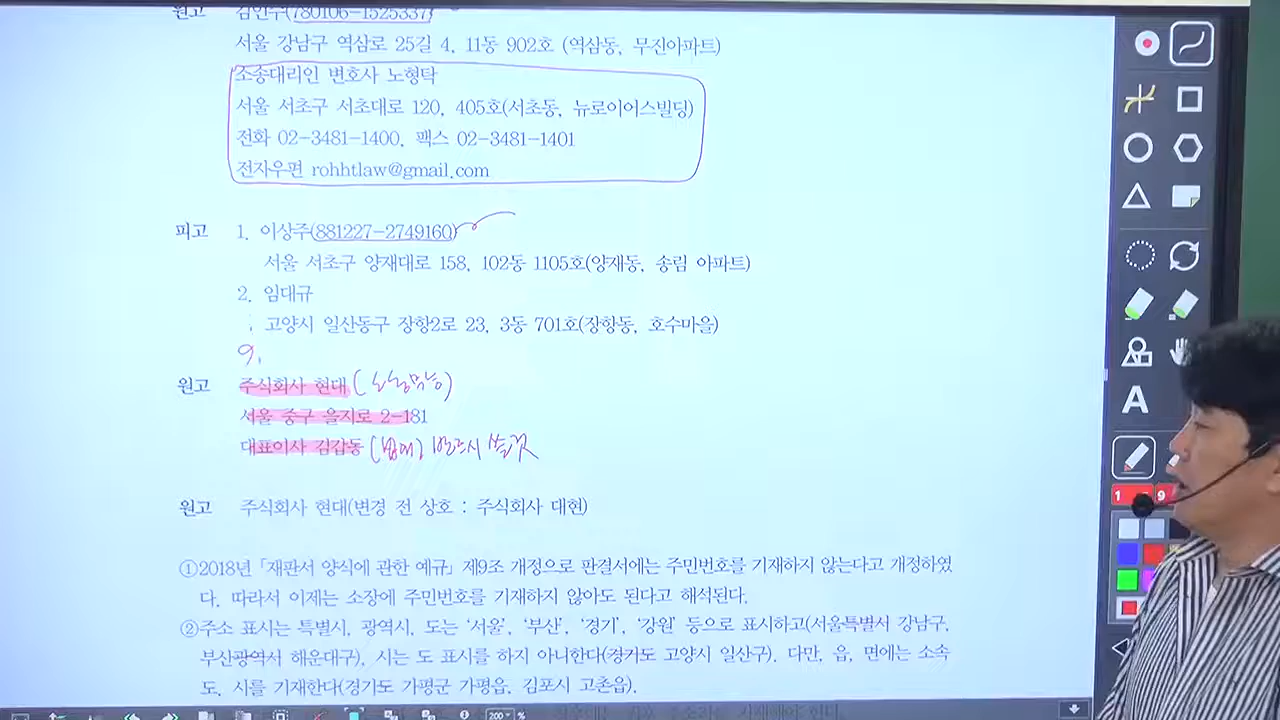 원고 김인수(780106-1525337)
서울 강남구 역삼로 25길 4, 11동 902호 (역삼동, 무진아파트)
소송대리인 변호사 노형탁
서울 서초구 서초대로 120, 405호(서초동, 뉴로이어스빌딩)
전화 02-3481-1400, 팩스 02-3481-1401
전자우편 rohhtlaw@gmail.com
피고 1. 이상주(881227-2749160)
서울 서초구 양재대로 158, 102동 1105호(양재동, 송림 아파트)
2. 임대규
고양시 일산동구 장항2로 23, 3동 701호(장항동, 호수마을)
원고 주식회사 현대
서울 중구 을지로 2-181
대표이사 김갑동 반드시 쓸것
원고 주식회사 현대(변경 전 상호 : 주식회사 대현)
①2018년 「재판서 양식에 관한 예규」 제9조 개정으로 판결서에는 주민번호를 기재하지 않는다고 개정하였
다. 따라서 이제는 소장에 주민번호를 기재하지 않아도 된다고 해석된다.
②주소 표시는 특별시, 광역시, 도는 '서울', '부산', '경기', '강원' 등으로 표시하고(서울특별서 강남구,
부산광역서 해운대구), 시는 도 표시를 하지 아니한다(경기도 고양시 일산구). 다만, 읍, 면에는 소속
도, 시를 기재한다(경기도 가평군 가평읍, 김포시 고촌읍).
A
1 9
200 %